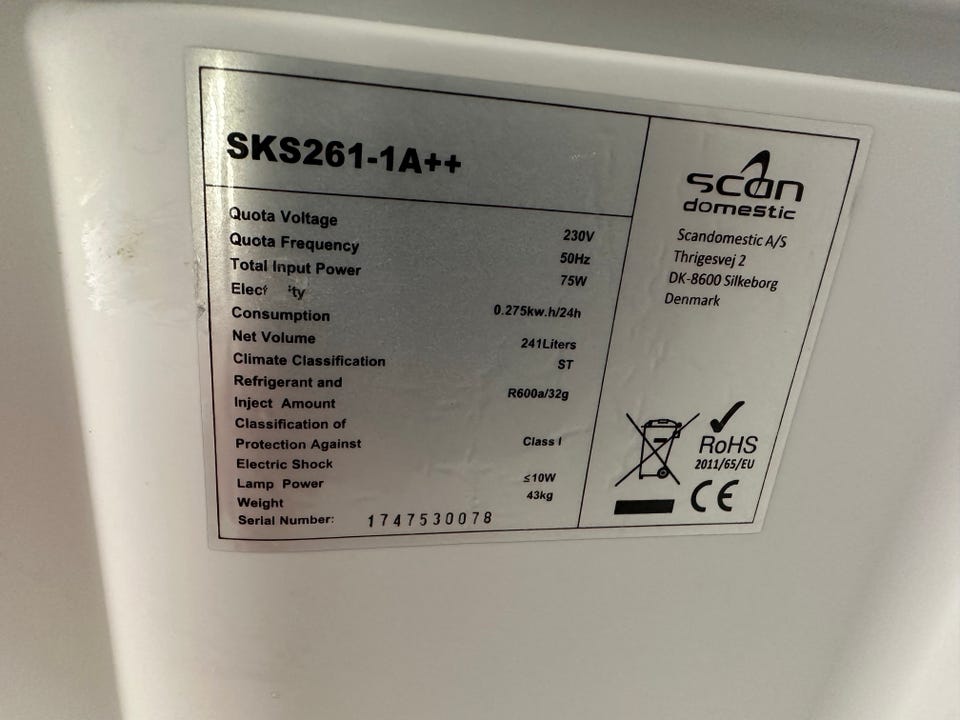 SKS261-1A++
Quota Voltage 230V
Quota Frequency 50Hz
Total Input Power 75W
Consumption 0.275kw.h/24h
Net Volume 241Liters
Climate Classification ST
Refrigerant and
Inject Amount R600a/32g
Classification of
Protection Against Class I
Electric Shock
Lamp Power ≤10W
Weight 43kg
Serial Number: 1747530078
scan
domestic
Scandomestic A/S
Thrigesvej 2
DK-8600 Silkeborg
Denmark
RoHS
2011/65/EU
CE